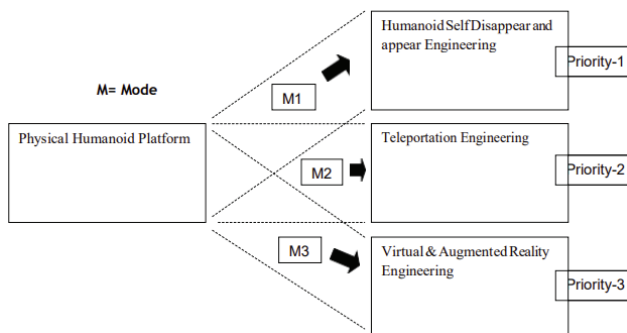 Humanoid Self Disappear and
appear Engineering
Priority-1
M= Mode
M1
Physical Humanoid Platform
Teleportation Engineering
M2
Priority-2
M3
Virtual & Augmented Reality
Engineering
Priority-3